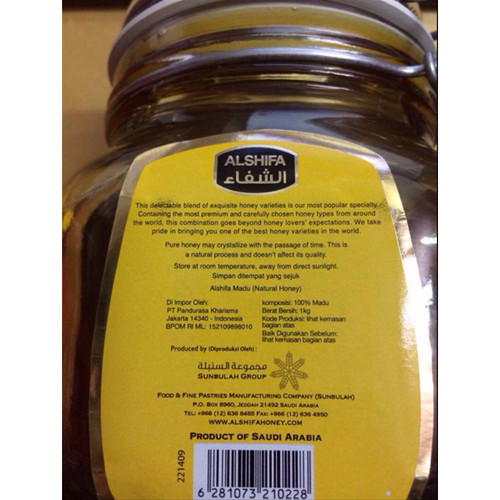 ALSHIFA
الشفاء
This delectable blend of exquisite honey varieties is our most popular specialty.
Containing the most premium and carefully chosen honey types from around
the world, this combination goes beyond honey lovers' expectations. We take
pride in bringing you one of the best honey varieties in the world.
Pure honey may crystallize with the passage of time. This is
a natural process and doesn't affect its quality.
Store at room temperature, away from direct sunlight.
Simpan ditempat yang sejuk
Alshifa Madu (Natural Honey)
Di Impor Oleh:
PT Pandurasa Kharisma
Jakarta 14340 - Indonesia
BPOM RI ML: 152109898010
komposisi: 100% Madu
Berat Bersih: 1kg
Kode Produksi: lihat kemasan
bagian atas
Baik Digunakan Sebelum:
lihat kemasan bagian atas
Produced by (Diproduksi Oleh) :
مجموعة السنبلة
SUNBULAH GROUP
FOOD & FINE PASTRIES MANUFACTURING COMPANY (SUNBULAH)
P.O. BOX 8960, JEDDAH 21492 SAUDI ARABIA
TEL: +966 (12) 636 8485 FAX: +966 (12) 636 4950
WWW.ALSHIFAHONEY.COM
PRODUCT OF SAUDI ARABIA
221409
6 281073 210228